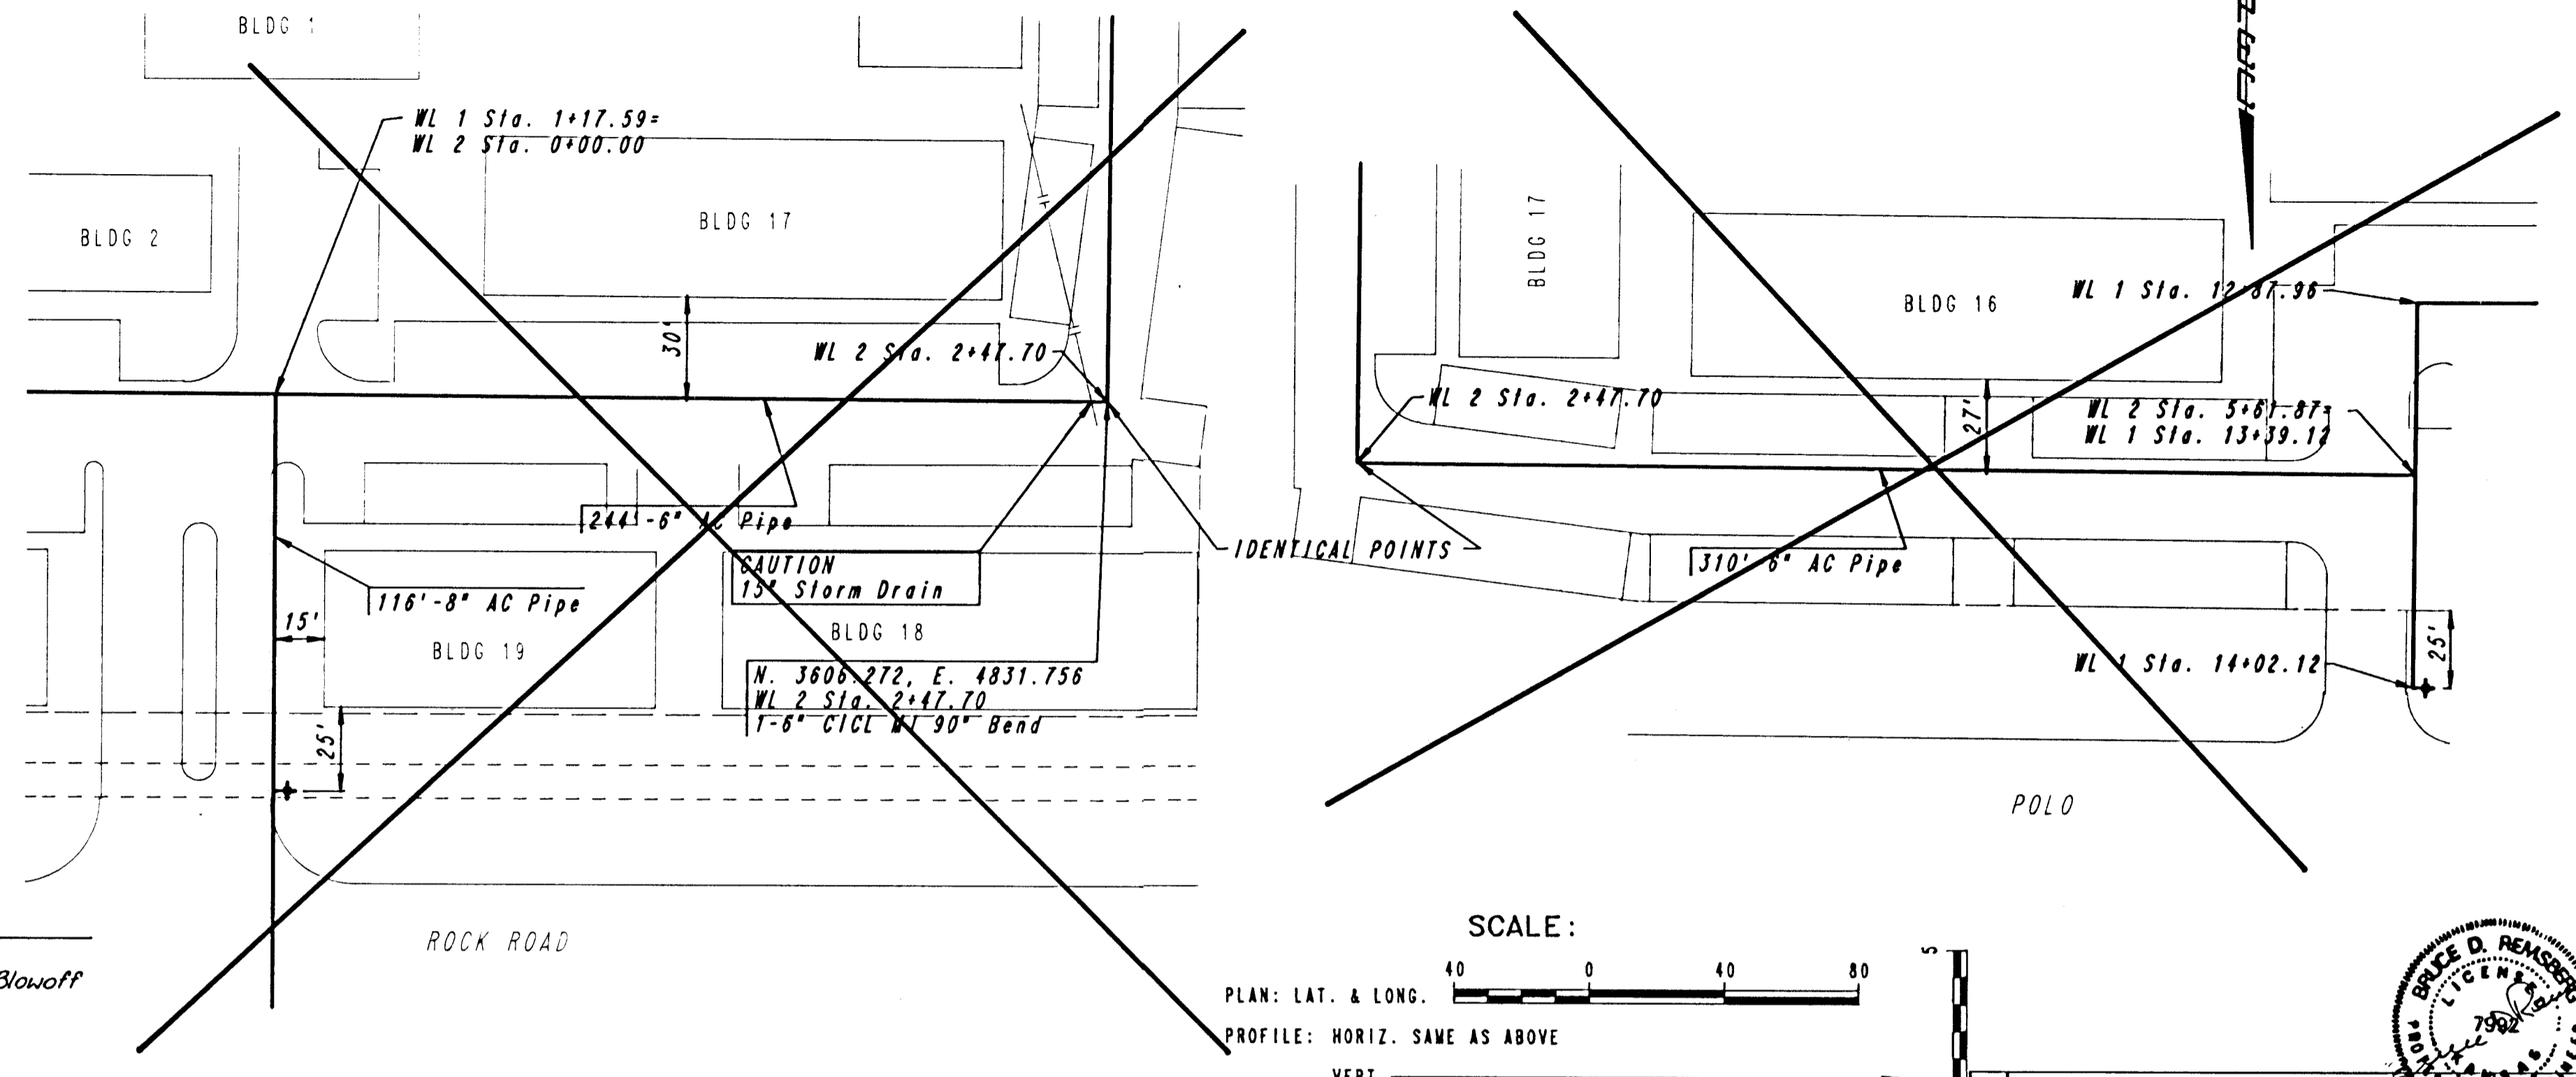 BLDG 1
WL 1 Sta. 1+17.59=
WL 2 Sta. 0+00.00
BLDG 2
BLDG 17
30'
WL 2 Sta. 2+47.70
244'-6" AC Pipe
CAUTION
15" Storm Drain
116'-8" AC Pipe
15'
BLDG 19
BLDG 18
N. 3606.272, E. 4831.756
WL 2 Sta. 2+47.70
1-6" CICL MJ 90° Bend
25'
ROCK ROAD
Blowoff
IDENTICAL POINTS
BLDG 17
BLDG 16
WL 1 Sta. 12+87.96
WL 2 Sta. 2+47.70
27'
WL 2 Sta. 5+61.87=
WL 1 Sta. 13+39.12
310'-6" AC Pipe
WL 1 Sta. 14+02.12
25'
POLO
SCALE:
40 0 40 80
PLAN: LAT. & LONG.
PROFILE: HORIZ. SAME AS ABOVE
VERT.
5
BRUCE D. REMSBERG
LICENSED
7992
KANSAS